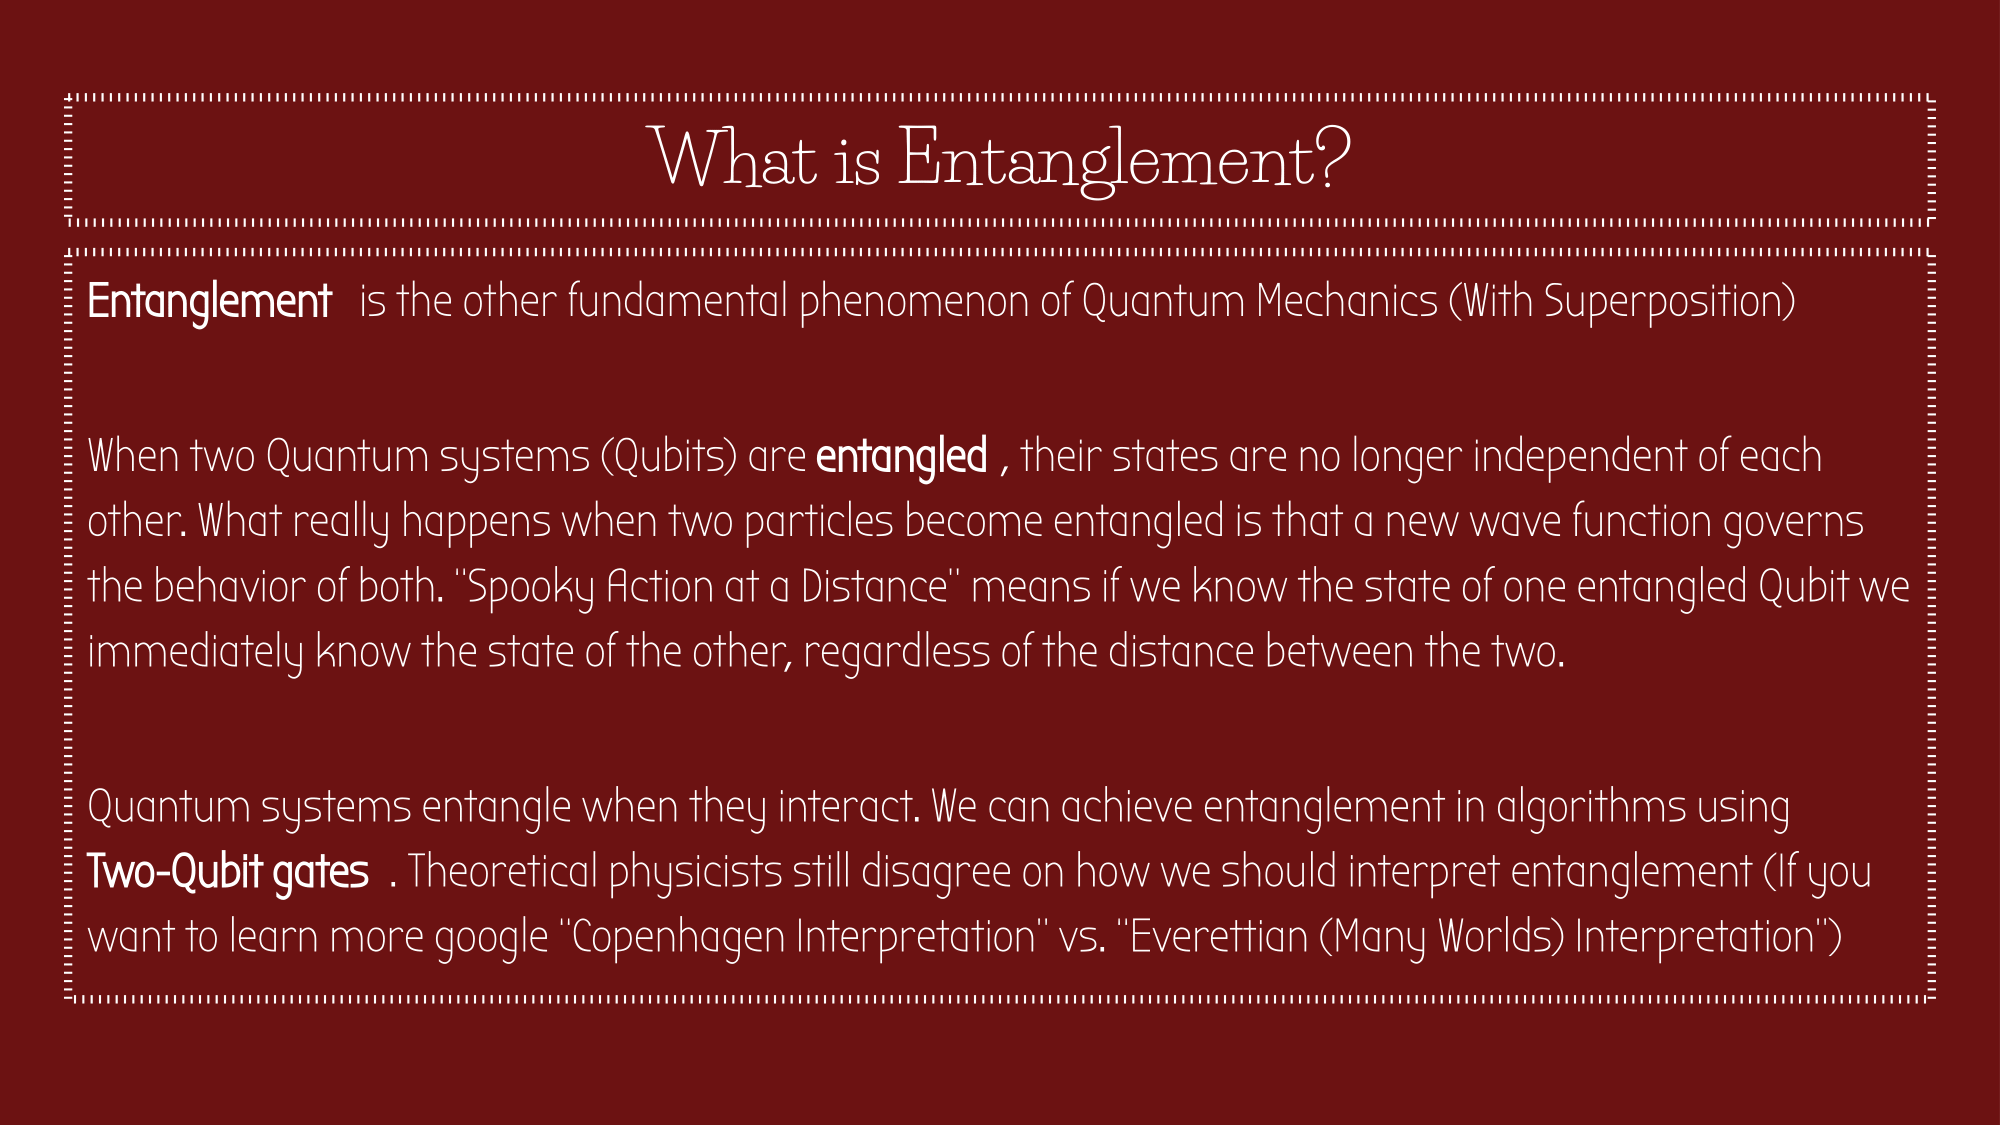 What is Entanglement?
Entanglement is the other fundamental phenomenon of Quantum Mechanics (With Superposition)
When two Quantum systems (Qubits) are entangled , their states are no longer independent of each
other. What really happens when two particles become entangled is that a new wave function governs
the behavior of both. "Spooky Action at a Distance" means if we know the state of one entangled Qubit we
immediately know the state of the other, regardless of the distance between the two.
Quantum systems entangle when they interact. We can achieve entanglement in algorithms using
Two-Qubit gates . Theoretical physicists still disagree on how we should interpret entanglement (If you
want to learn more google "Copenhagen Interpretation" vs. "Everettian (Many Worlds) Interpretation")